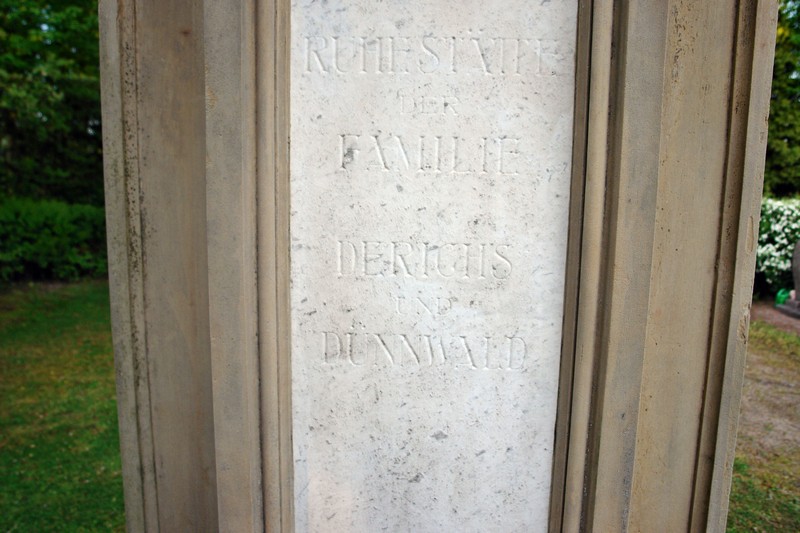 RUHESTÄTTE
DER
FAMILIE
DERICHS
UND
DÜNNWALD